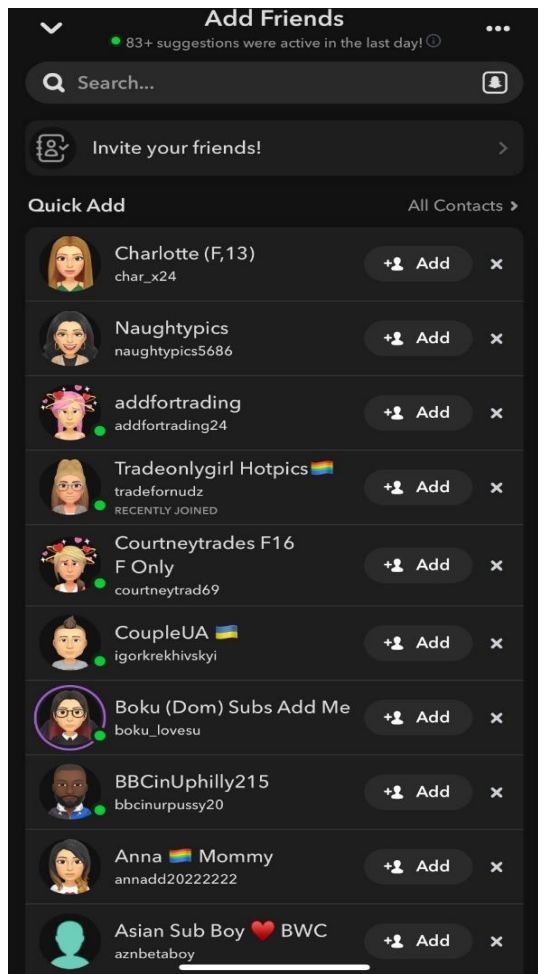 Add Friends
83+ suggestions were active in the last day!
Search...
Invite your friends!
Quick Add
All Contacts
Charlotte (F,13)
char_x24
Add
Naughtypics
naughtypics5686
Add
addfortrading
addfortrading24
Add
Tradeonlygirl Hotpics🏳️‍🌈
tradefornudz
RECENTLY JOINED
Add
Courtneytrades F16
F Only
courtneytrad69
Add
CoupleUA 🇺🇦
igorkrekhivskyi
Add
Boku (Dom) Subs Add Me
boku_lovesu
Add
BBCinUphilly215
bbcinurpussy20
Add
Anna 🏳️‍🌈 Mommy
annadd20222222
Add
Asian Sub Boy ❤️ BWC
aznbetaboy
Add